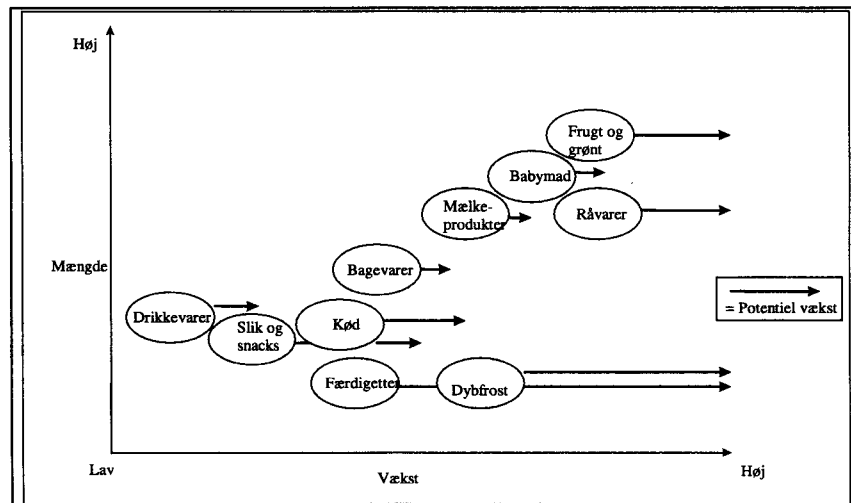 Høj
Frugt og
grønt
Babymad
Mælke-
produkter
Råvarer
Mængde
Bagevarer
Drikkevarer
Slik og
snacks
Kød
= Potentiel vækst
Færdigetter
Dybfrost
Lav
Vækst
Høj